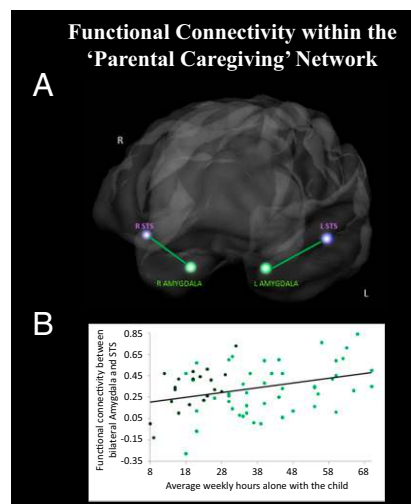 Functional Connectivity within the
‘Parental Caregiving’ Network
A
R
R STS
L STS
R AMYGDALA
L AMYGDALA
L
B
Functional connectivity between
bilateral Amygdala and STS
0.85
0.65
0.45
0.25
0.05
-0.15
-0.35
8
18
28
38
48
58
68
Average weekly hours alone with the child